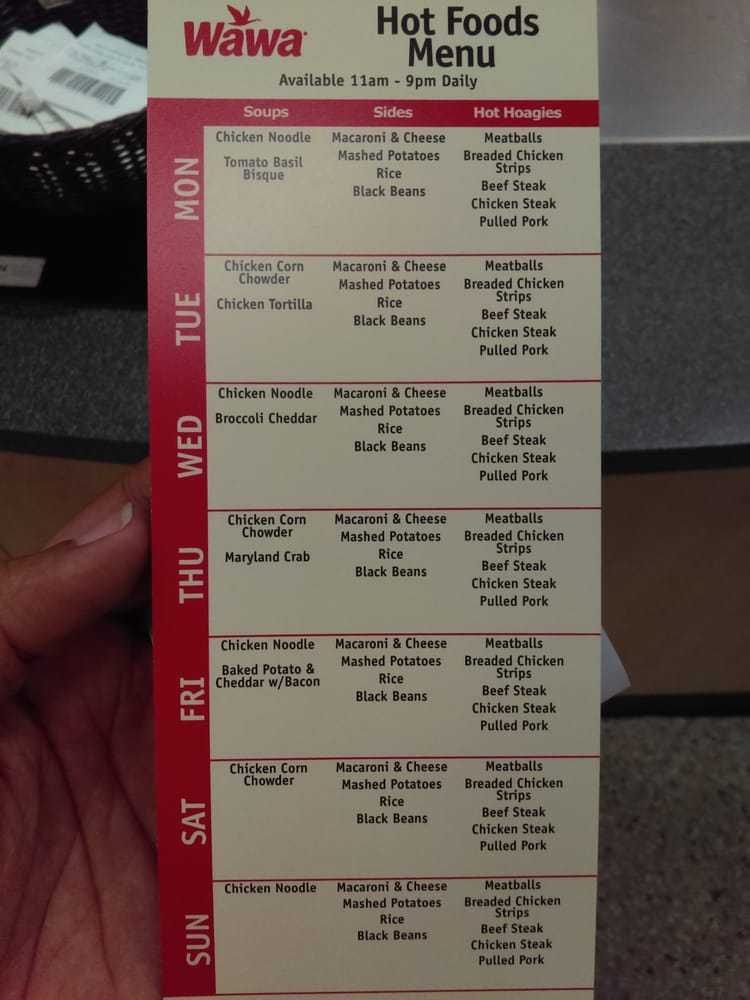 Wawa
Hot Foods
Menu
Available 11am - 9pm Daily
Soups Sides Hot Hoagies
MON
Chicken Noodle
Tomato Basil
Bisque
Macaroni & Cheese
Mashed Potatoes
Rice
Black Beans
Meatballs
Breaded Chicken
Strips
Beef Steak
Chicken Steak
Pulled Pork
TUE
Chicken Corn
Chowder
Chicken Tortilla
Macaroni & Cheese
Mashed Potatoes
Rice
Black Beans
Meatballs
Breaded Chicken
Strips
Beef Steak
Chicken Steak
Pulled Pork
WED
Chicken Noodle
Broccoli Cheddar
Macaroni & Cheese
Mashed Potatoes
Rice
Black Beans
Meatballs
Breaded Chicken
Strips
Beef Steak
Chicken Steak
Pulled Pork
THU
Chicken Corn
Chowder
Maryland Crab
Macaroni & Cheese
Mashed Potatoes
Rice
Black Beans
Meatballs
Breaded Chicken
Strips
Beef Steak
Chicken Steak
Pulled Pork
FRI
Chicken Noodle
Baked Potato &
Cheddar w/Bacon
Macaroni & Cheese
Mashed Potatoes
Rice
Black Beans
Meatballs
Breaded Chicken
Strips
Beef Steak
Chicken Steak
Pulled Pork
SAT
Chicken Corn
Chowder
Macaroni & Cheese
Mashed Potatoes
Rice
Black Beans
Meatballs
Breaded Chicken
Strips
Beef Steak
Chicken Steak
Pulled Pork
SUN
Chicken Noodle
Macaroni & Cheese
Mashed Potatoes
Rice
Black Beans
Meatballs
Breaded Chicken
Strips
Beef Steak
Chicken Steak
Pulled Pork